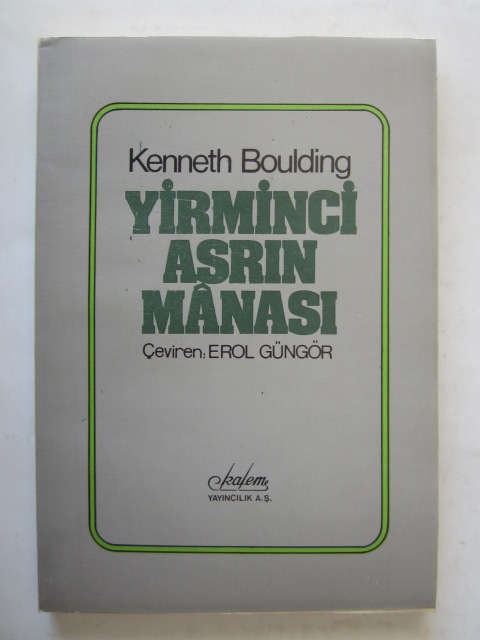 Kenneth Boulding
YİRMİNCİ
ASRIN
MÂNASI
Çeviren: EROL GÜNGÖR
kalem
YAYINCILIK A.Ş.